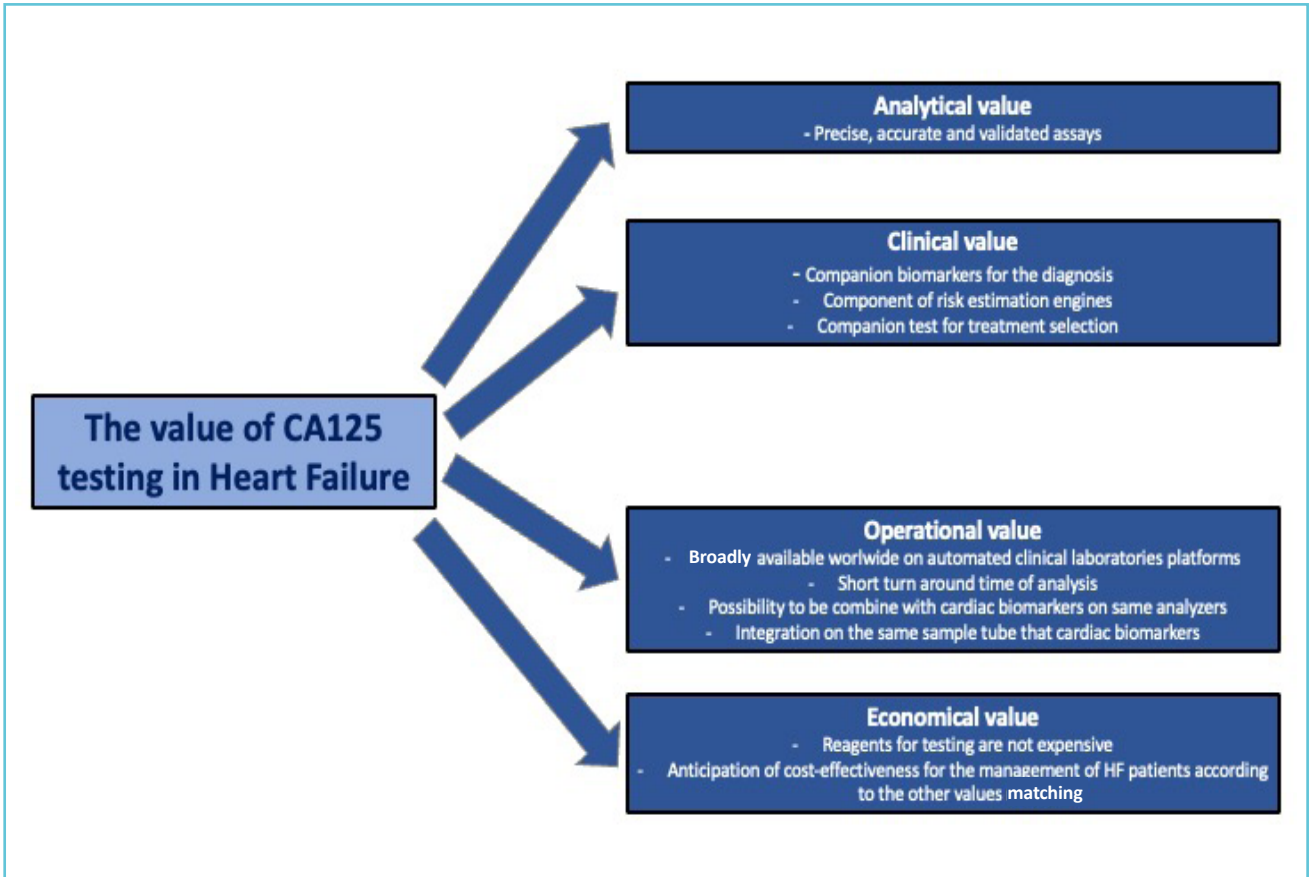 The value of CA125
testing in Heart Failure
Analytical value
- Precise, accurate and validated assays
Clinical value
- Companion biomarkers for the diagnosis
- Component of risk estimation engines
- Companion test for treatment selection
Operational value
- Broadly available worlwide on automated clinical laboratories platforms
- Short turn around time of analysis
- Possibility to be combine with cardiac biomarkers on same analyzers
- Integration on the same sample tube that cardiac biomarkers
Economical value
- Reagents for testing are not expensive
- Anticipation of cost-effectiveness for the management of HF patients according
to the other values matching